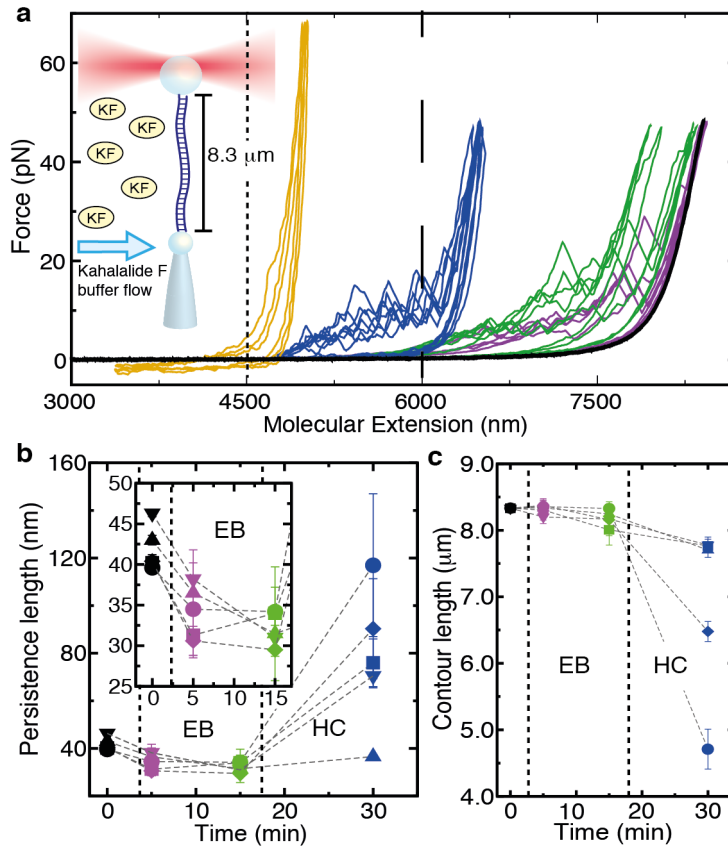 a
60
40
20
0
Force (pN)
KF
KF
KF
KF
KF
8.3 μm
Kahalalide F
buffer flow
3000
4500
6000
7500
Molecular Extension (nm)
b
160
120
80
40
Persistence length (nm)
50
45
40
35
30
25
0
5
10
15
EB
EB
HC
0
10
20
30
Time (min)
c
9.0
8.0
7.0
6.0
5.0
4.0
Contour length (μm)
EB
HC
0
10
20
30
Time (min)